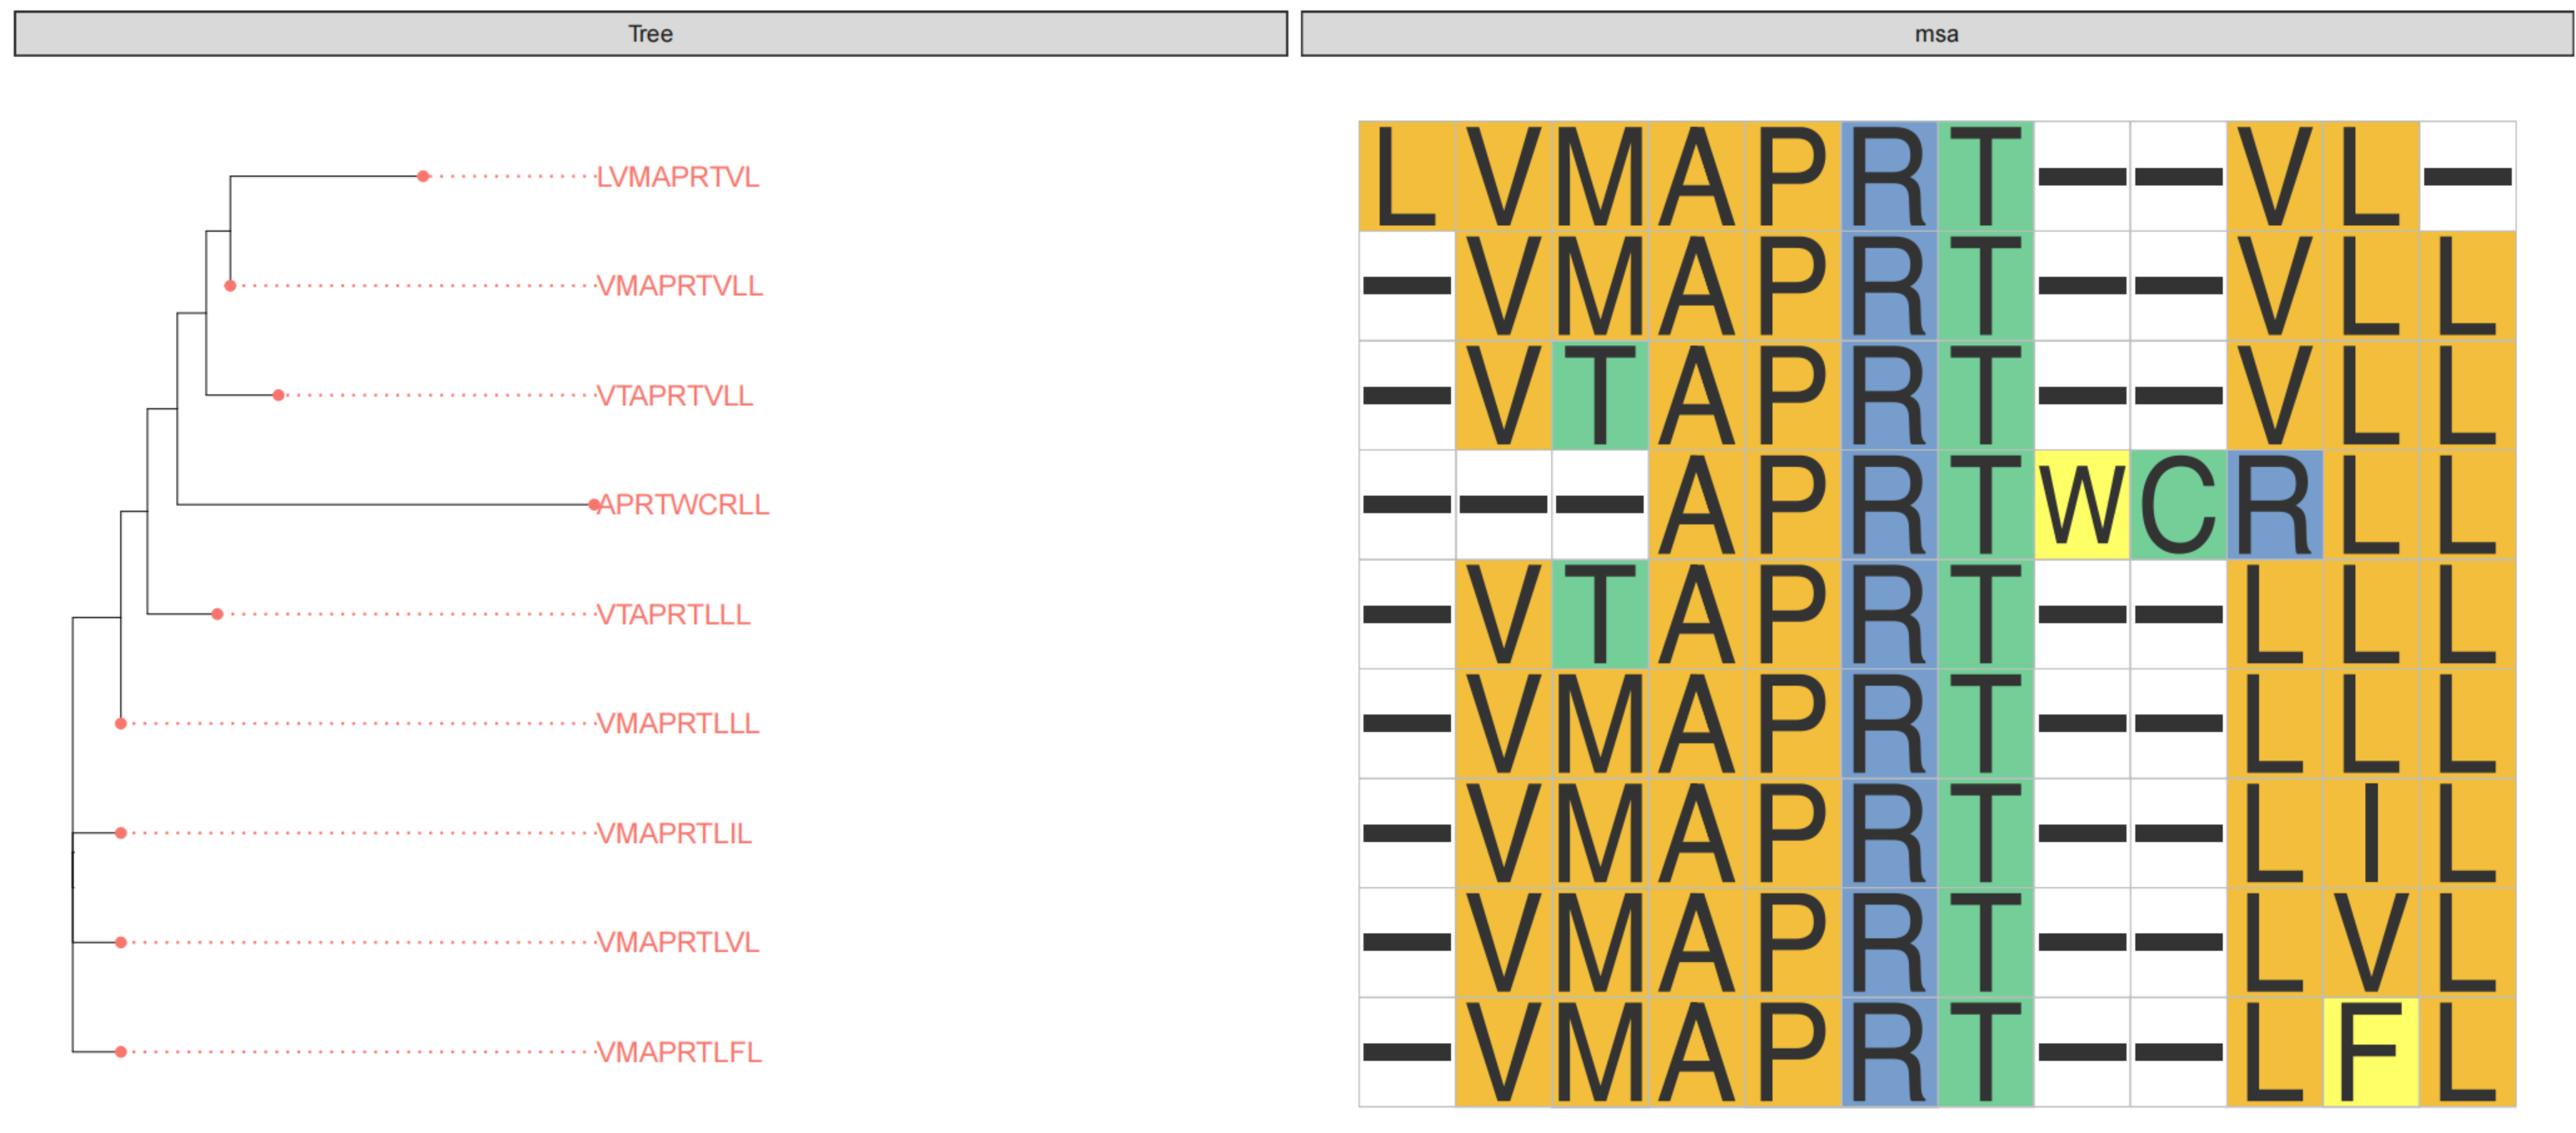 Tree msa
LVMAPRTVL L V M A P R T — — V L —
VMAPRTVLL — V M A P R T — — V L L
VTAPRTVLL — V T A P R T — — V L L
APRTWCRLL — — — A P R T W C R L L
VTAPRTLLL — V T A P R T — — L L L
VMAPRTLLL — V M A P R T — — L L L
VMAPRTLIL — V M A P R T — — L I L
VMAPRTLVL — V M A P R T — — L V L
VMAPRTLFL — V M A P R T — — L F L